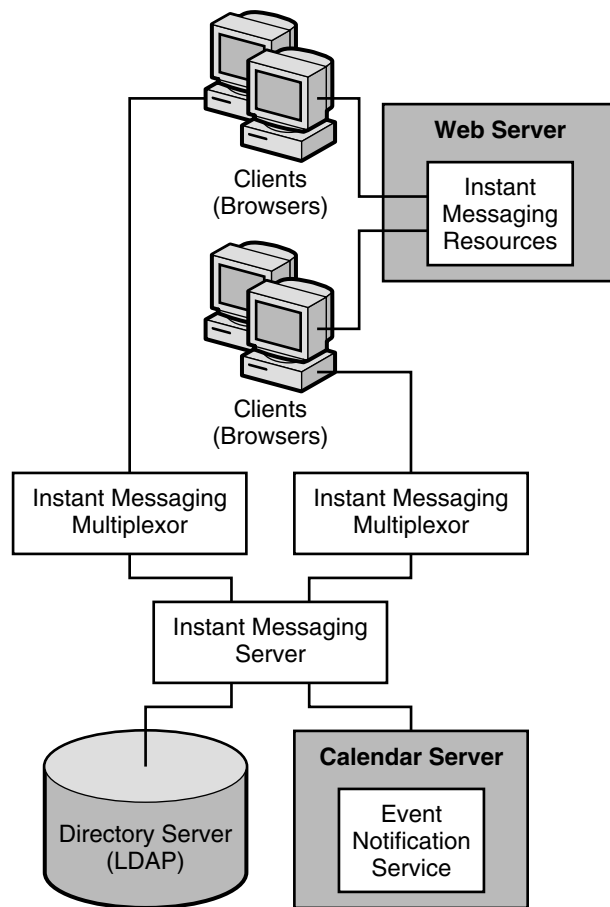 Clients
(Browsers)
Web Server
Instant
Messaging
Resources
Clients
(Browsers)
Instant Messaging
Multiplexor
Instant Messaging
Multiplexor
Instant Messaging
Server
Directory Server
(LDAP)
Calendar Server
Event
Notification
Service